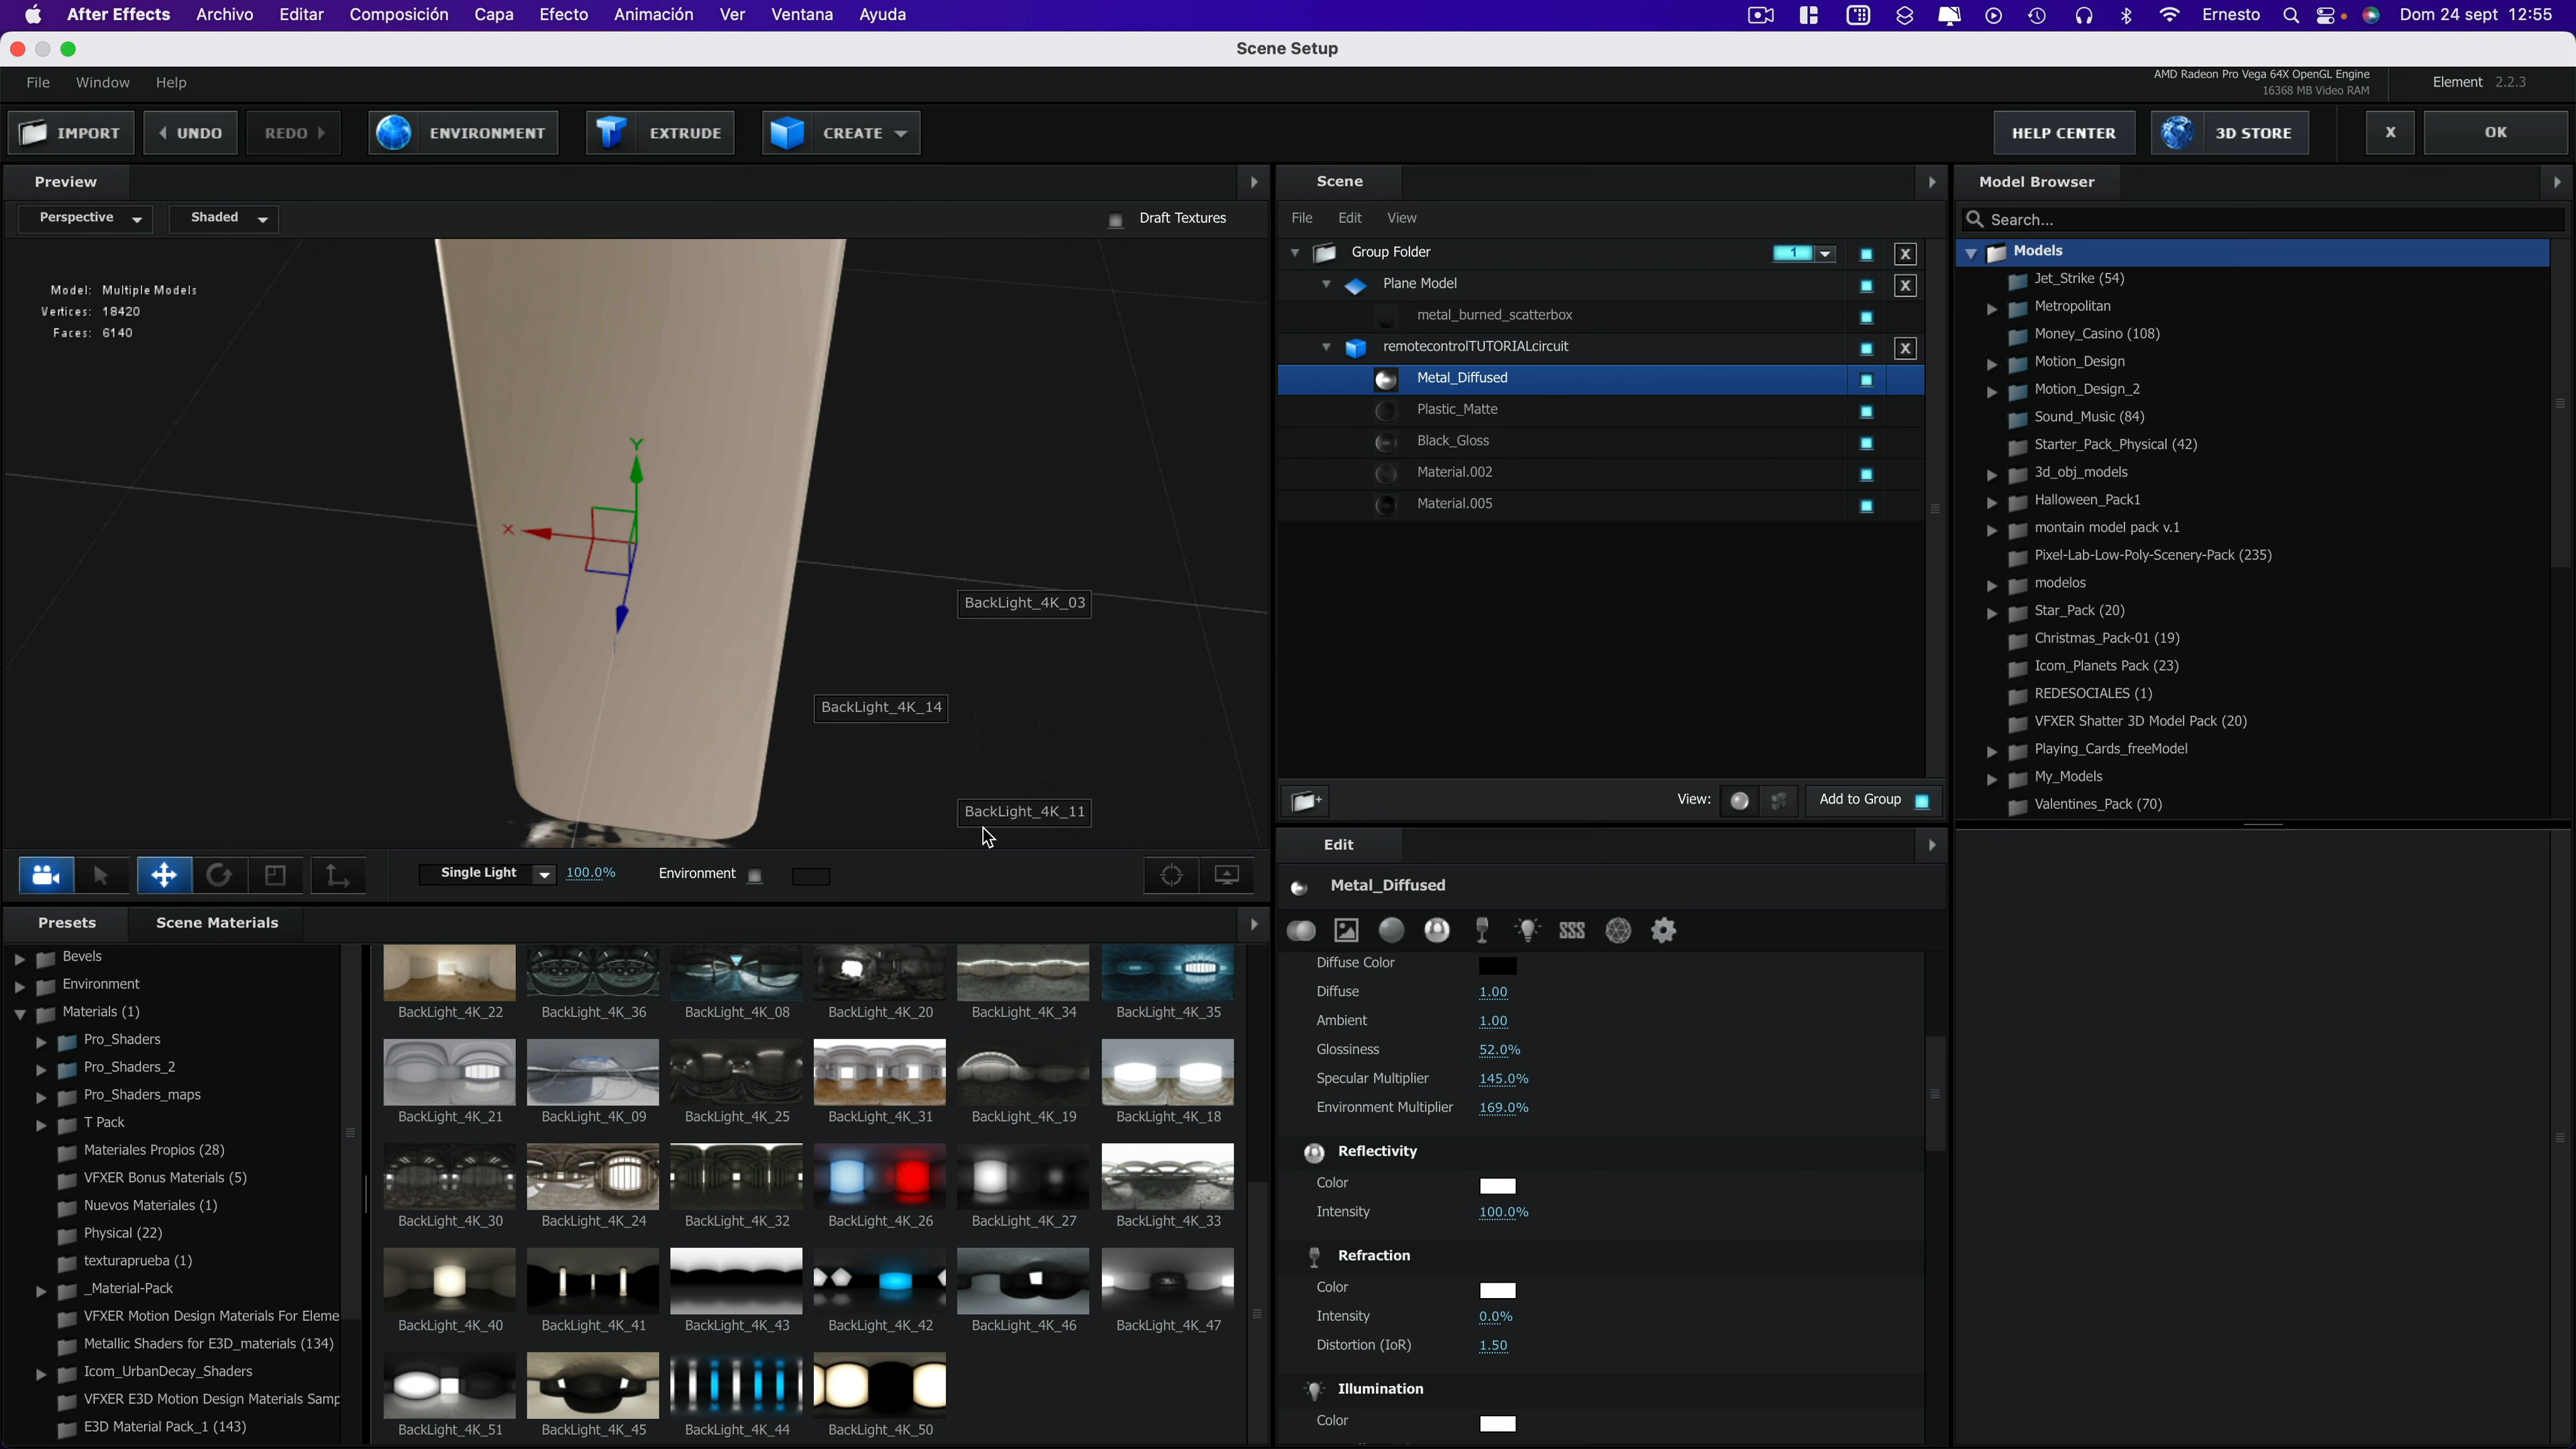 After Effects Archivo Editar Composición Capa Efecto Animación Ver Ventana Ayuda Ernesto Dom 24 sept 12:55
Scene Setup
File Window Help
AMD Radeon Pro Vega 64X OpenGL Engine
16368 MB Video RAM
Element 2.2.3
IMPORT UNDO REDO ENVIRONMENT EXTRUDE CREATE HELP CENTER 3D STORE X OK
Preview
Perspective Shaded Draft Textures
Model: Multiple Models
Vertices: 18420
Faces: 6140
Y
X
BackLight_4K_03
BackLight_4K_14
BackLight_4K_11
Single Light 100.0% Environment
Scene
File Edit View
Group Folder 1 X
Plane Model X
metal_burned_scatterbox
remotecontrolTUTORIALcircuit X
Metal_Diffused
Plastic_Matte
Black_Gloss
Material.002
Material.005
View: Add to Group
Model Browser
Search...
Models
Jet_Strike (54)
Metropolitan
Money_Casino (108)
Motion_Design
Motion_Design_2
Sound_Music (84)
Starter_Pack_Physical (42)
3d_obj_models
Halloween_Pack1
montain model pack v.1
Pixel-Lab-Low-Poly-Scenery-Pack (235)
modelos
Star_Pack (20)
Christmas_Pack-01 (19)
Icom_Planets Pack (23)
REDESOCIALES (1)
VFXER Shatter 3D Model Pack (20)
Playing_Cards_freeModel
My_Models
Valentines_Pack (70)
Presets Scene Materials
Bevels
Environment
Materials (1)
Pro_Shaders
Pro_Shaders_2
Pro_Shaders_maps
T Pack
Materiales Propios (28)
VFXER Bonus Materials (5)
Nuevos Materiales (1)
Physical (22)
texturaprueba (1)
_Material-Pack
VFXER Motion Design Materials For Eleme
Metallic Shaders for E3D_materials (134)
Icom_UrbanDecay_Shaders
VFXER E3D Motion Design Materials Samp
E3D Material Pack_1 (143)
BackLight_4K_22 BackLight_4K_36 BackLight_4K_08 BackLight_4K_20 BackLight_4K_34 BackLight_4K_35
BackLight_4K_21 BackLight_4K_09 BackLight_4K_25 BackLight_4K_31 BackLight_4K_19 BackLight_4K_18
BackLight_4K_30 BackLight_4K_24 BackLight_4K_32 BackLight_4K_26 BackLight_4K_27 BackLight_4K_33
BackLight_4K_40 BackLight_4K_41 BackLight_4K_43 BackLight_4K_42 BackLight_4K_46 BackLight_4K_47
BackLight_4K_51 BackLight_4K_45 BackLight_4K_44 BackLight_4K_50
Edit
Metal_Diffused
Diffuse Color
Diffuse 1.00
Ambient 1.00
Glossiness 52.0%
Specular Multiplier 145.0%
Environment Multiplier 169.0%
Reflectivity
Color
Intensity 100.0%
Refraction
Color
Intensity 0.0%
Distortion (IoR) 1.50
Illumination
Color